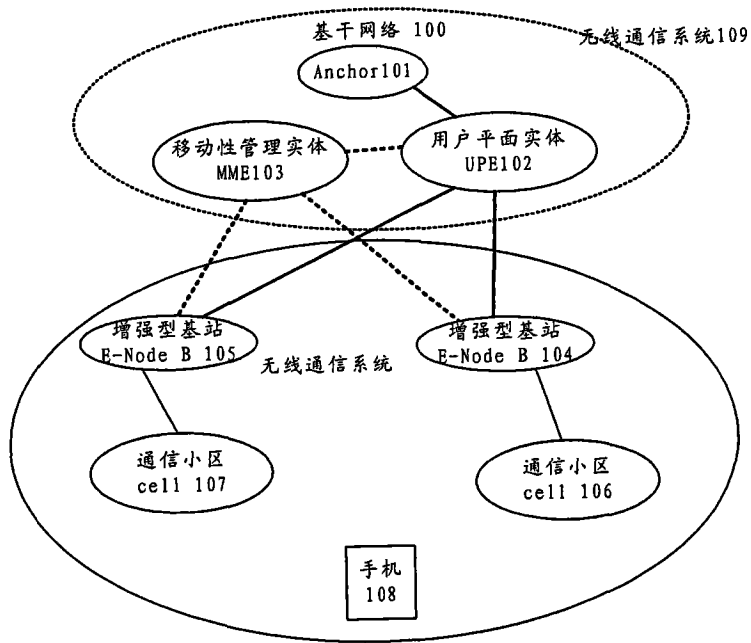 基干网络 100
无线通信系统109
Anchor101
移动性管理实体
MME103
用户平面实体
UPE102
增强型基站
E-Node B 105
无线通信系统
增强型基站
E-Node B 104
通信小区
cell 107
通信小区
cell 106
手机
108